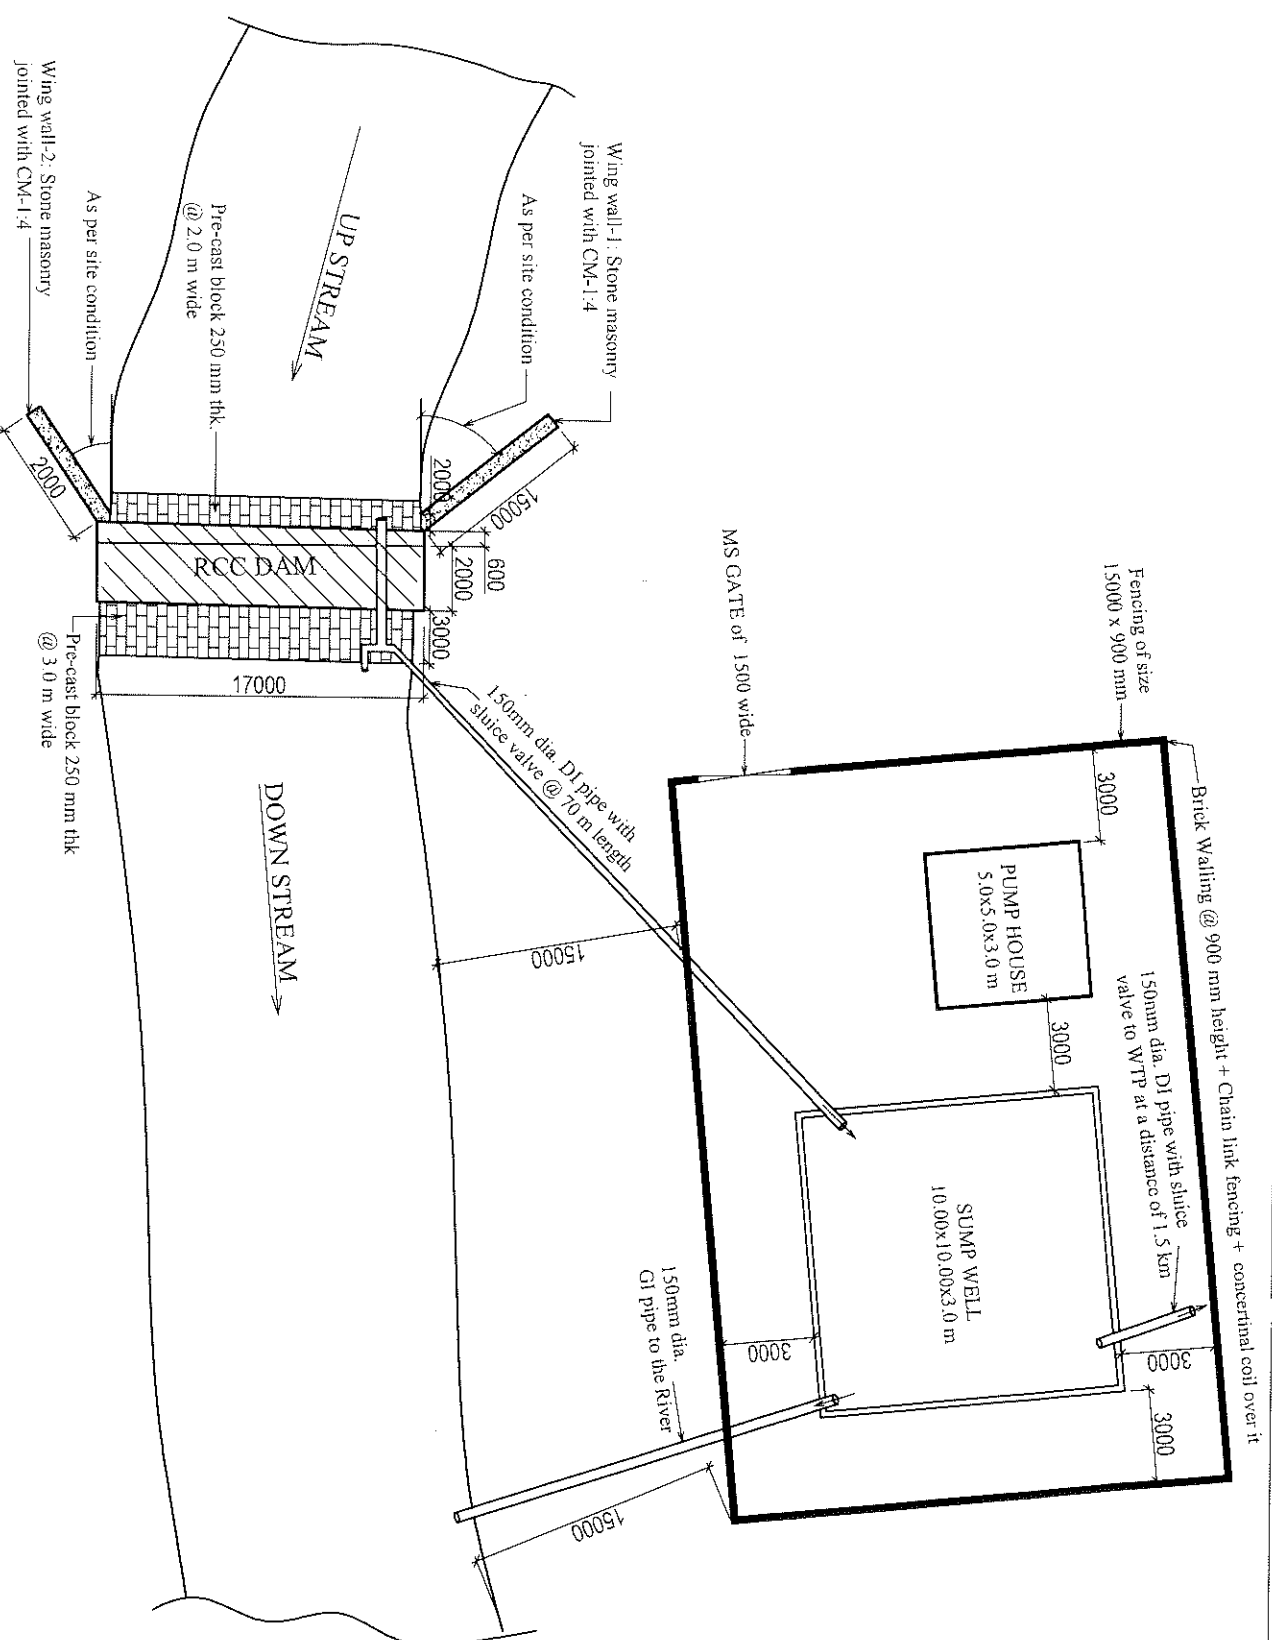 Wing wall-1: Stone masonry
jointed with CM-1:4
As per site condition
UP STREAM
Pre-cast block 250 mm thk.
@ 2.0 m wide
As per site condition
Wing wall-2: Stone masonry
jointed with CM-1:4
2000
15000
2000
600
2000
3000
RCC DAM
17000
Pre-cast block 250 mm thk
@ 3.0 m wide
DOWN STREAM
150mm dia. DI pipe with
sluice valve @ 70 m length
MS GATE of 1500 wide
Fencing of size
15000 x 900 mm
Brick Walling @ 900 mm height + Chain link fencing + concertinal coil over it
3000
PUMP HOUSE
5.0x5.0x3.0 m
3000
150mm dia. DI pipe with sluice
valve to WTP at a distance of 1.5 km
SUMP WELL
10.00x10.00x3.0 m
3000
3000
3000
15000
150mm dia.
GI pipe to the River
15000